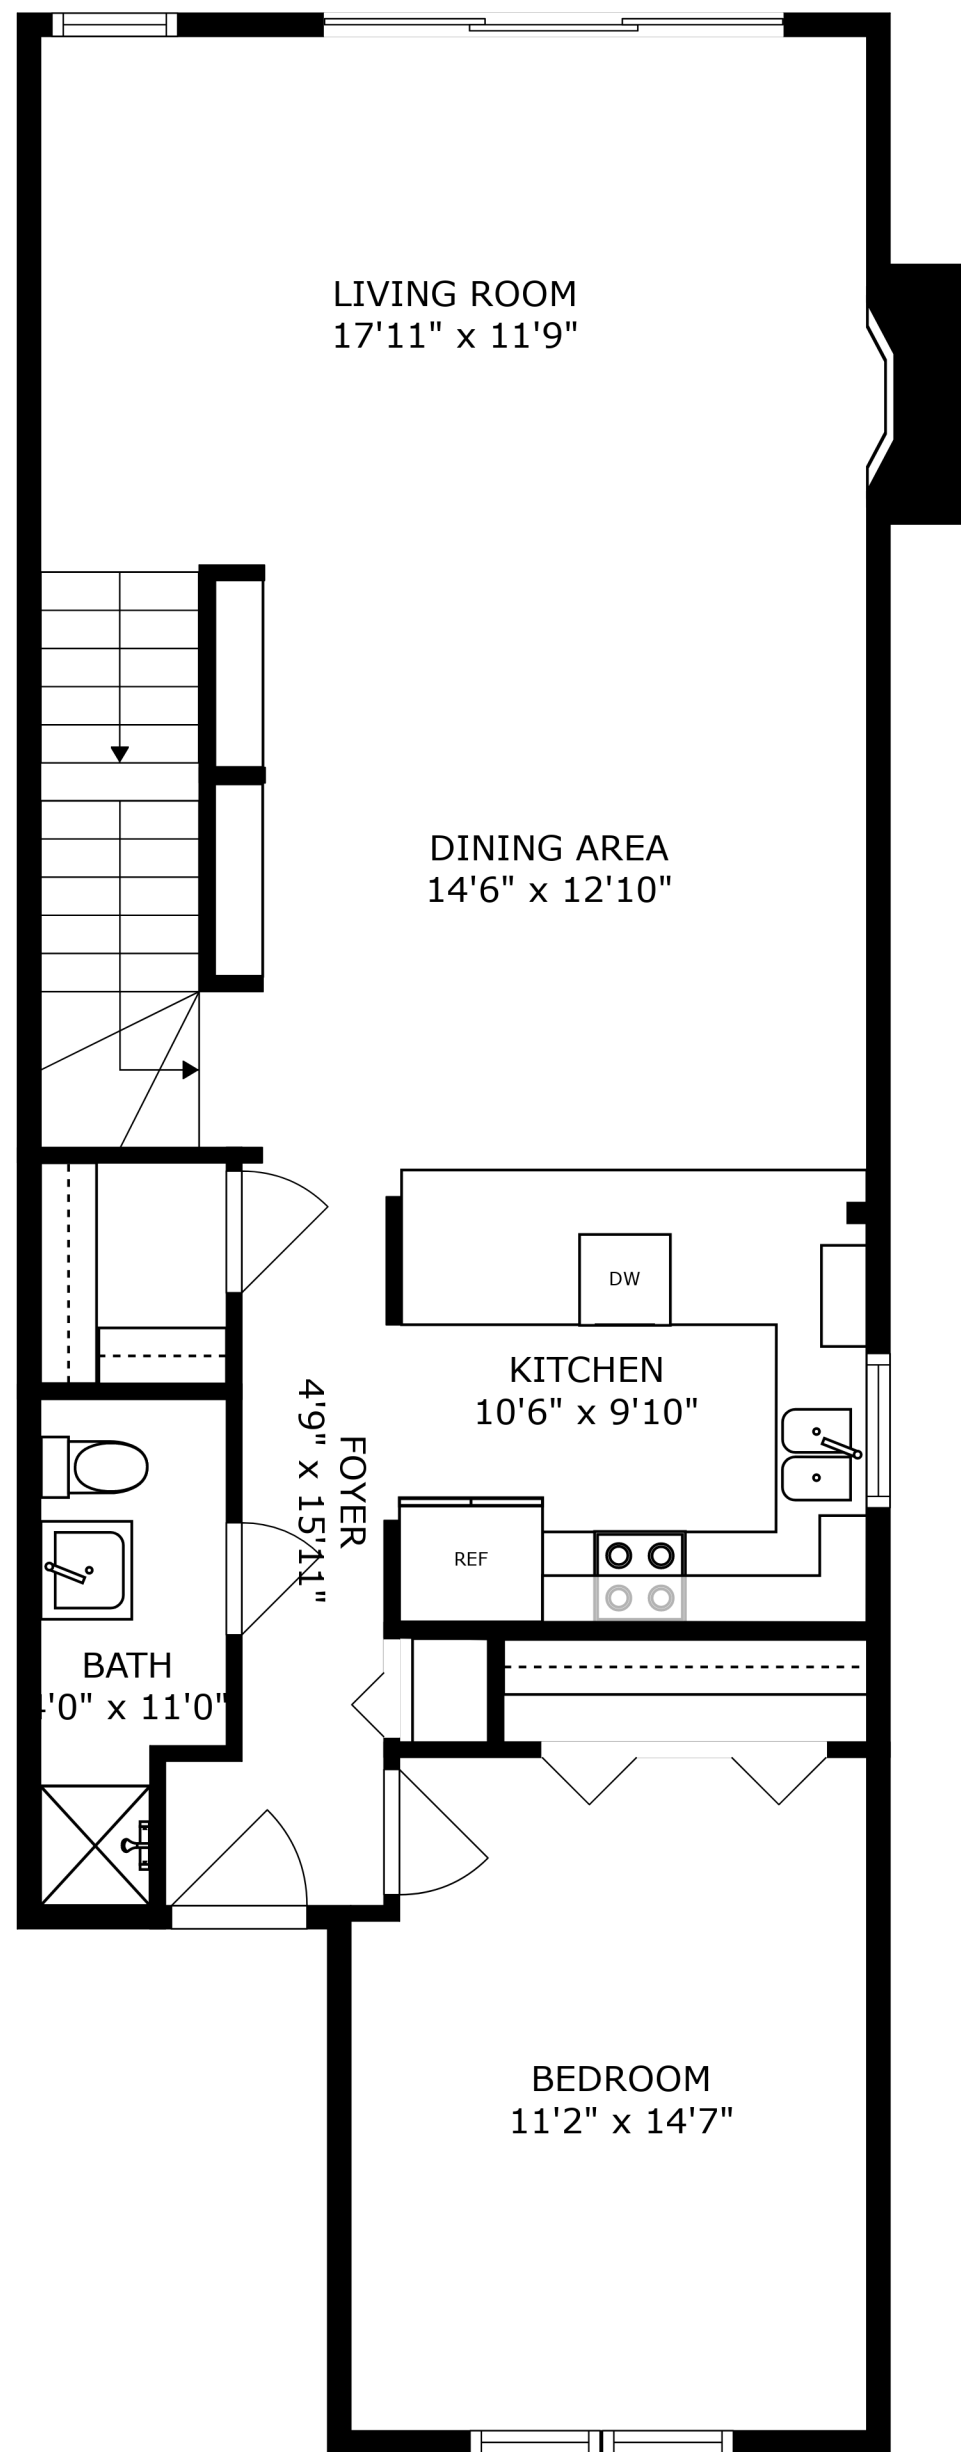 LIVING ROOM
17'11" x 11'9"
DINING AREA
14'6" x 12'10"
DW
KITCHEN
10'6" x 9'10"
FOYER
4'9" x 15'11"
REF
BATH
'0" x 11'0"
BEDROOM
11'2" x 14'7"